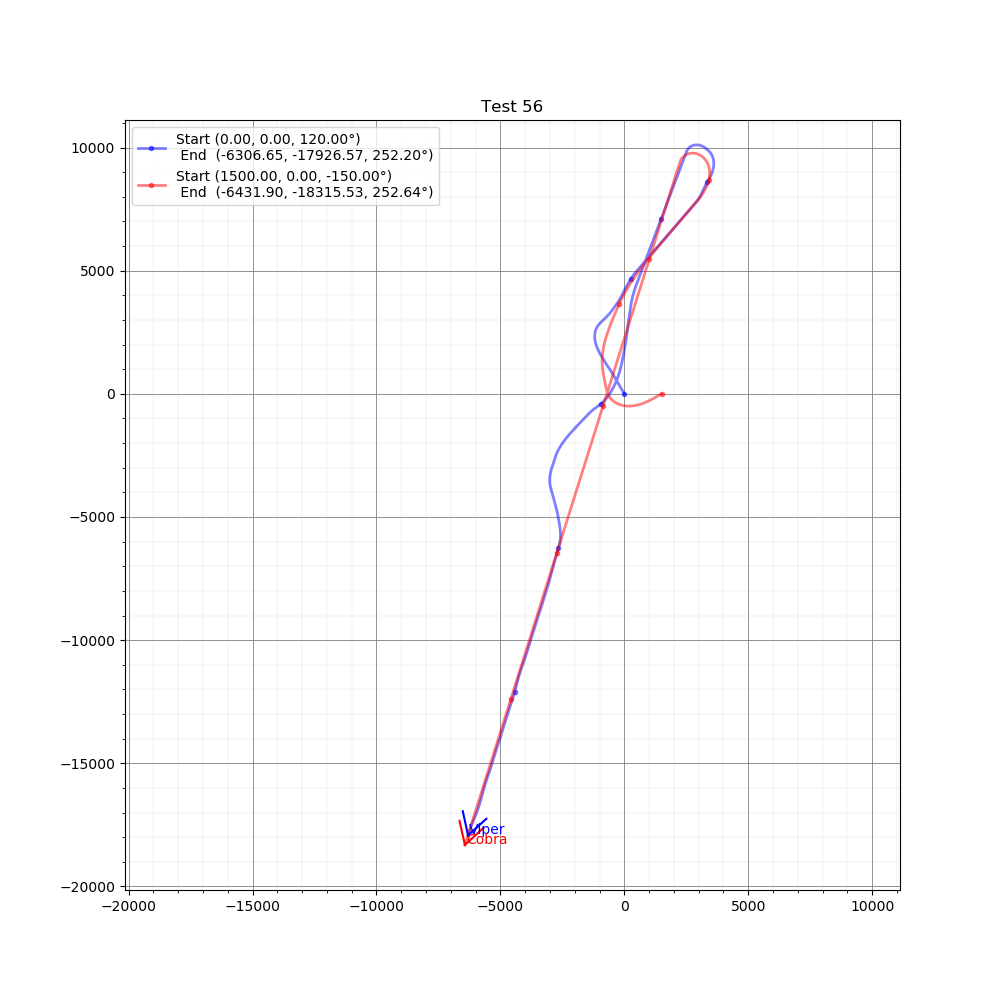 Test 56
Start (0.00, 0.00, 120.00°)
End (-6306.65, -17926.57, 252.20°)
Start (1500.00, 0.00, -150.00°)
End (-6431.90, -18315.53, 252.64°)
10000
5000
0
−5000
−10000
−15000
−20000
Viper
Cobra
−20000 −15000 −10000 −5000 0 5000 10000